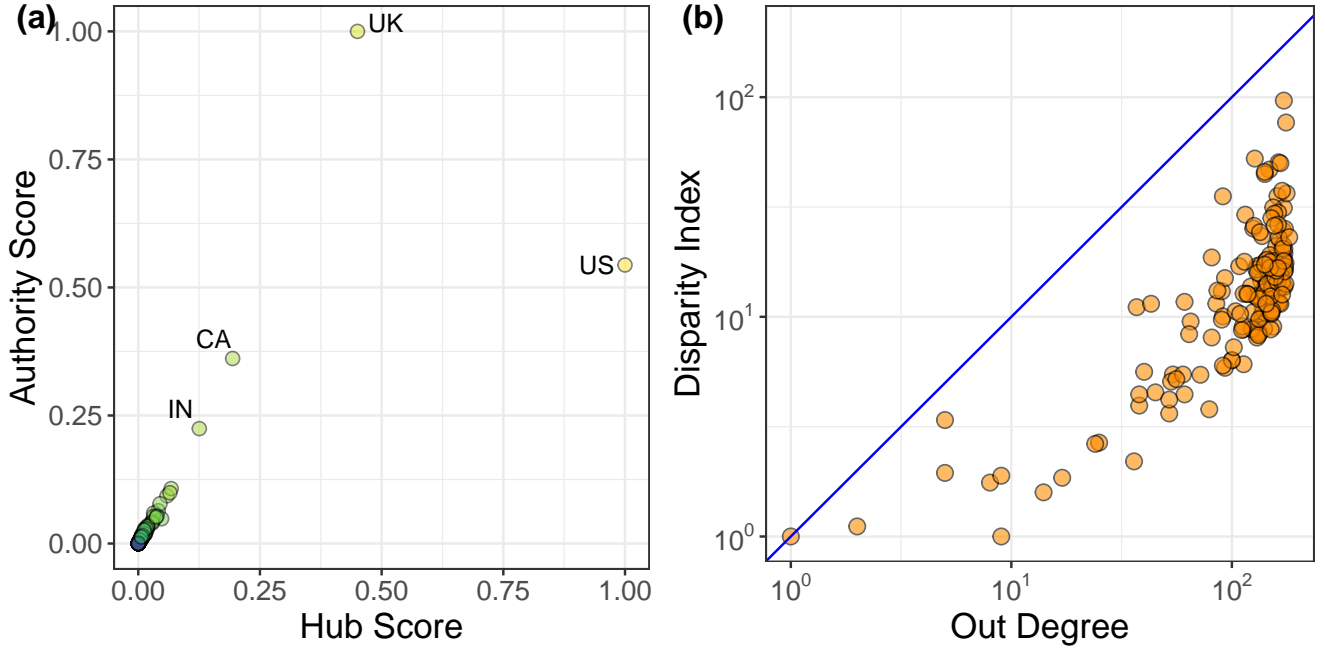 (a)
1.00
0.75
0.50
0.25
0.00
Authority Score
UK
US
CA
IN
0.00 0.25 0.50 0.75 1.00
Hub Score
(b)
10²
10¹
10⁰
Disparity Index
10⁰ 10¹ 10²
Out Degree